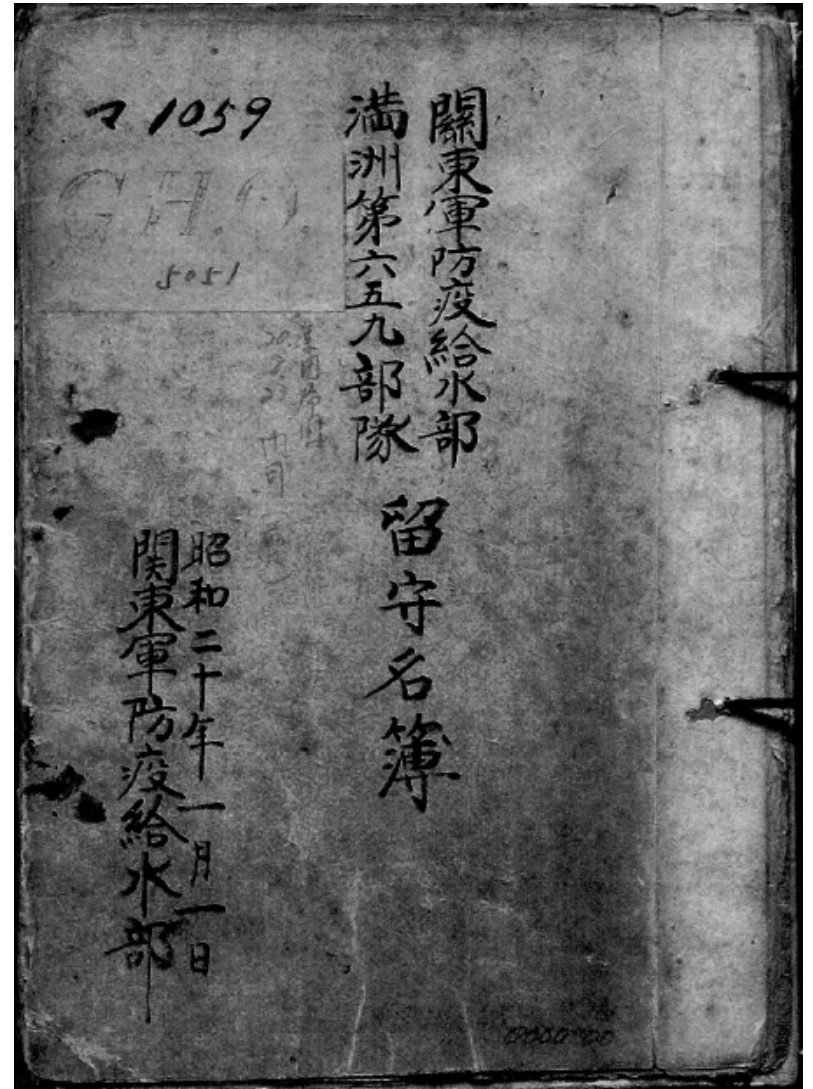 關東軍防疫給水部
満洲第六五九部隊
留守名簿
昭和二十年一月一日
関東軍防疫給水部
マ 1059
G.H.Q.
5051